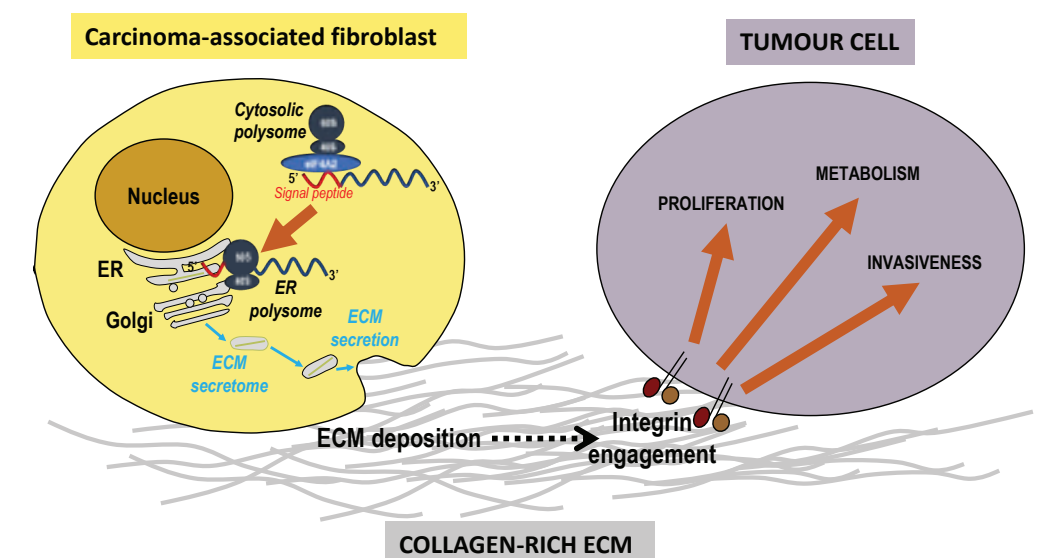 Carcinoma-associated fibroblast
TUMOUR CELL
Cytosolic
polysome
eIF4A2
5’
3’
Signal peptide
Nucleus
METABOLISM
PROLIFERATION
INVASIVENESS
ER
5’
3’
ER
polysome
Golgi
ECM
secretion
ECM
secretome
Integrin
engagement
ECM deposition
COLLAGEN-RICH ECM